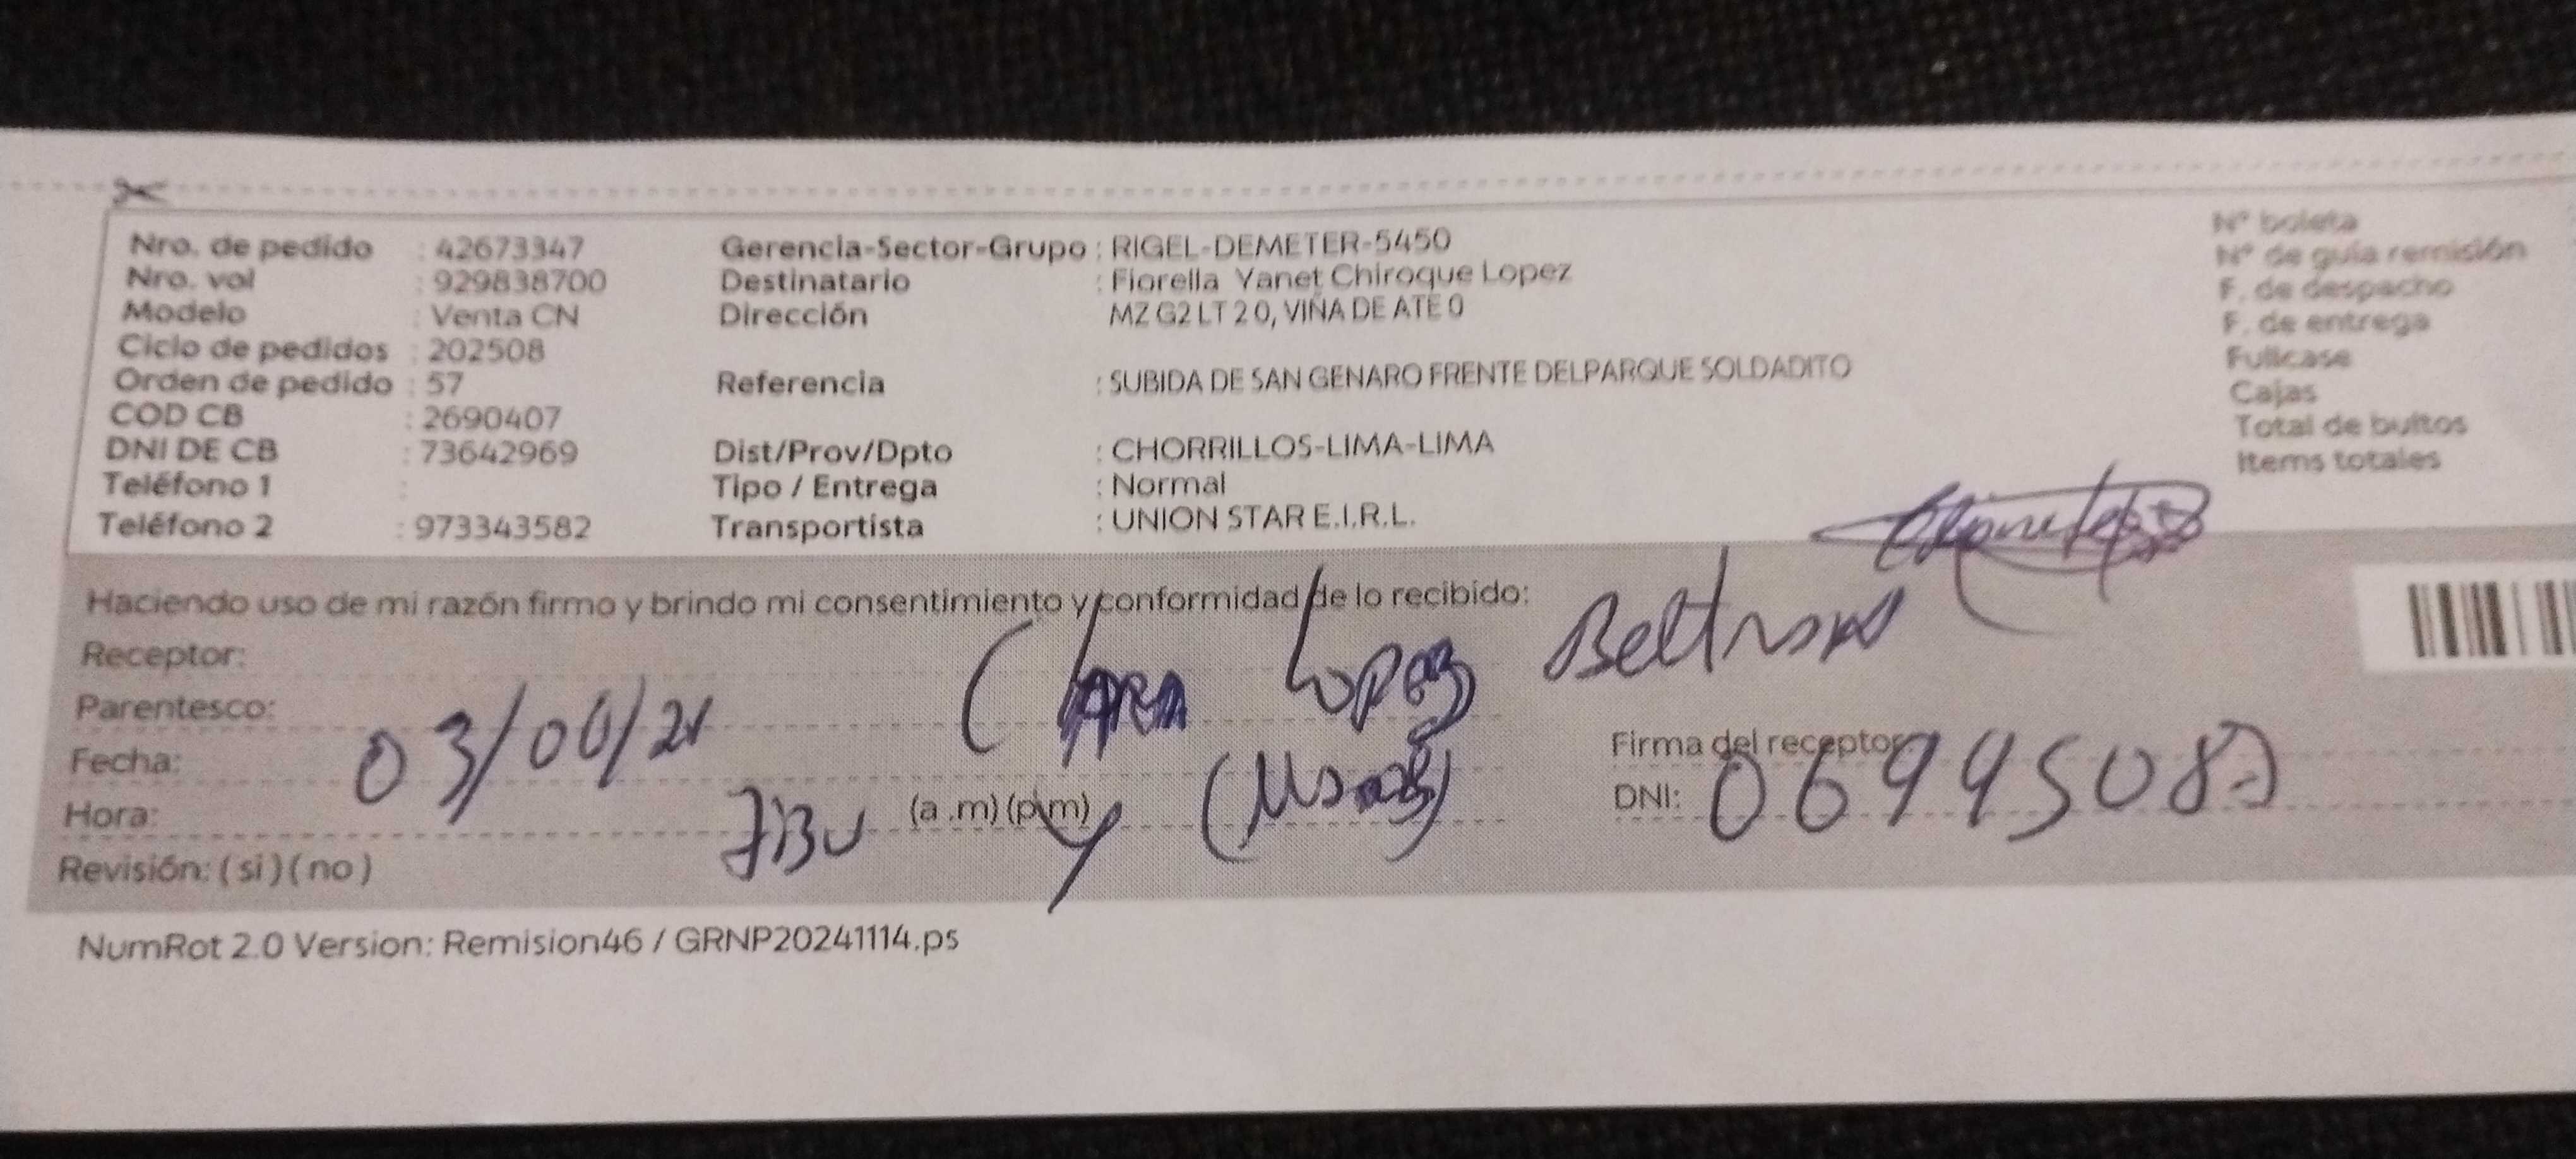 Nro. de pedido : 42673347
Nro. vol : 929838700
Modelo : Venta CN
Ciclo de pedidos : 202508
Orden de pedido : 57
COD CB : 2690407
DNI DE CB : 73642969
Teléfono 1 :
Teléfono 2 : 973343582
Gerencia-Sector-Grupo : RIGEL-DEMETER-5450
Destinatario : Fiorella Yanet Chiroque Lopez
Dirección MZ G2 LT 2 0, VIÑA DE ATE 0
Referencia : SUBIDA DE SAN GENARO FRENTE DELPARQUE SOLDADITO
Dist/Prov/Dpto : CHORRILLOS-LIMA-LIMA
Tipo / Entrega : Normal
Transportista : UNION STAR E.I.R.L.
N° boleta
N° de guía remisión
F. de despacho
F. de entrega
Fullcase
Cajas
Total de bultos
Items totales
Haciendo uso de mi razón firmo y brindo mi consentimiento y conformidad de lo recibido:
Receptor: Lopez Beltran
Parentesco:
Fecha:
Hora: (a .m) (p.m)
Revisión: ( si ) ( no )
Firma del receptor
DNI:
NumRot 2.0 Version: Remision46 / GRNP20241114.ps